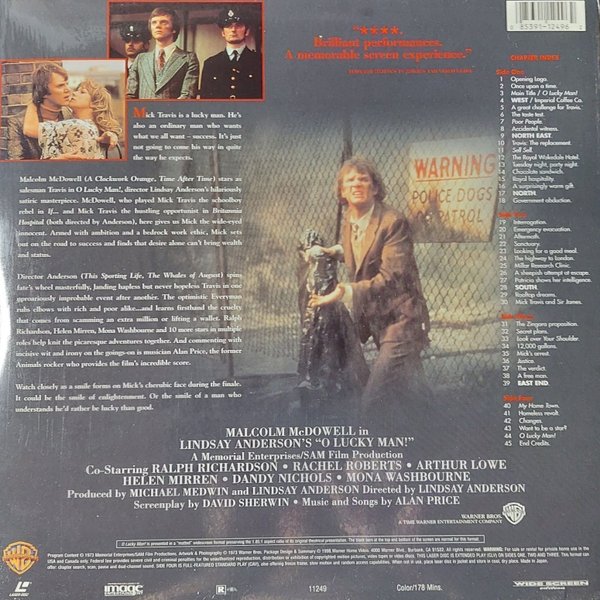 "****.
Brilliant performances.
A memorable screen experience."
0 85391-12496
CHAPTER INDEX
Side One
1 Opening Logo.
2 Once upon a time.
3 Main Title / O Lucky Man!
4 WEST / Imperial Coffee Co.
5 A great challenge for Travis.
6 The taste test.
7 Poor People.
8 Accidental witness.
9 NORTH EAST.
10 Travis: The replacement.
11 Sell Sell
12 The Royal Wakedale Hotel.
13 Tuesday night, party night.
14 Chocolate sandwich.
15 Royal hospitality.
16 A surprisingly warm gift.
17 NORTH.
18 Government obduction.
19 Interrogation.
20 Emergency evacuation.
21 Aftermath.
22 Sanctuary.
23 Looking for a good meal.
24 The highway to London.
25 Millar Research Clinic.
26 A sheepish attempt at escape.
27 Patricia shows her intelligence.
28 SOUTH.
29 Rooftop dreams.
30 Mick Travis and Sir James.
31 The Zingara proposition.
32 Secret plans.
33 Look over Your Shoulder.
34 12,000 gallons.
35 Mick's arrest.
36 Justice.
37 The verdict.
38 A free man.
39 EAST END.
40 My Home Town.
41 Homeless revolt.
42 Changes.
43 Want to be a star?
44 O Lucky Man!
45 End Credits.
Mick Travis is a lucky man. He's
also an ordinary man who wants
what we all want – success. It's just
not going to come his way in quite
the way he expects.
Malcolm McDowell (A Clockwork Orange, Time After Time) stars as
salesman Travis in O Lucky Man!, director Lindsay Anderson's hilariously
satiric masterpiece. McDowell, who played Mick Travis the schoolboy
rebel in If... and Mick Travis the hustling opportunist in Britannia
Hospital (both directed by Anderson), here gives us Mick the wide-eyed
innocent. Armed with ambition and a bedrock work ethic, Mick sets
out on the road to success and finds that desire alone can't bring wealth
and status.
Director Anderson (This Sporting Life, The Whales of August) spins
fate's wheel masterfully, landing hapless but never hopeless Travis in one
uproariously improbable event after another. The optimistic Everyman
rubs elbows with rich and poor alike...and learns firsthand the cruelty
that comes from scamming an extra million or lifting a wallet. Ralph
Richardson, Helen Mirren, Mona Washbourne and 10 more stars in multiple
roles help knit the picaresque adventures together. And commenting with
incisive wit and irony on the goings-on is musician Alan Price, the former
Animals rocker who provides the film's incredible score.
Watch closely as a smile forms on Mick's cherubic face during the finale.
It could be the smile of enlightenment. Or the smile of a man who
understands he'd rather be lucky than good.
WARNING
POLICE DOGS
PATROL
MALCOLM McDOWELL in
LINDSAY ANDERSON'S "O LUCKY MAN!"
A Memorial Enterprises/SAM Film Production
Co-Starring RALPH RICHARDSON • RACHEL ROBERTS • ARTHUR LOWE
HELEN MIRREN • DANDY NICHOLS • MONA WASHBOURNE
Produced by MICHAEL MEDWIN and LINDSAY ANDERSON Directed by LINDSAY ANDERSON
Screenplay by DAVID SHERWIN • Music and Songs by ALAN PRICE
WARNER BROS.
A TIME WARNER ENTERTAINMENT COMPANY
LASER DISC
image
R
11249
Color/178 Mins.
WIDE SCREEN